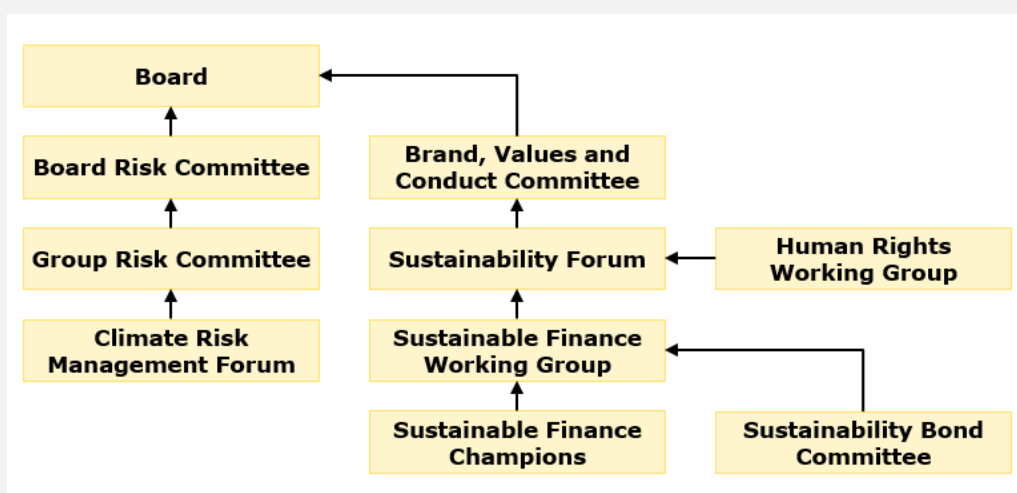 Board
Board Risk Committee
Brand, Values and
Conduct Committee
Group Risk Committee
Sustainability Forum
Human Rights
Working Group
Climate Risk
Management Forum
Sustainable Finance
Working Group
Sustainable Finance
Champions
Sustainability Bond
Committee